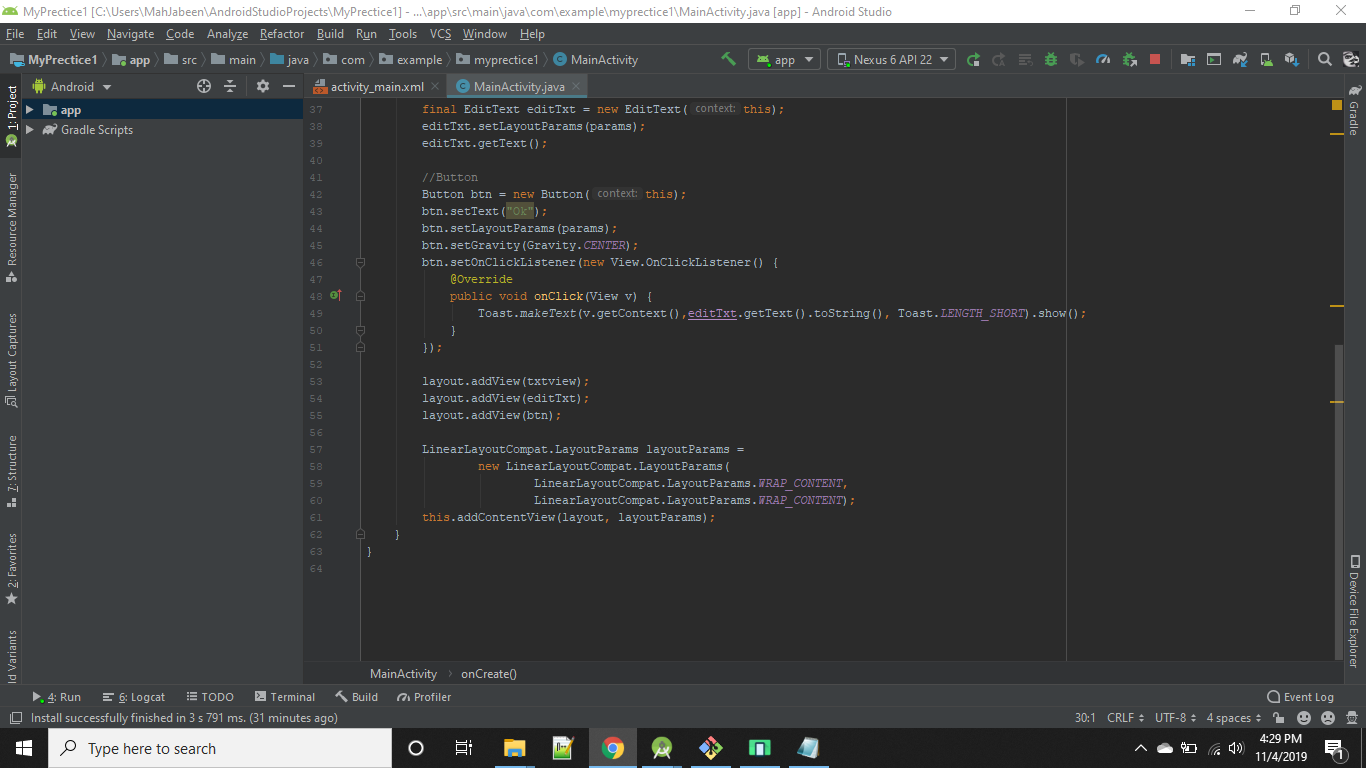 MyPrectice1 [C:\Users\MahJabeen\AndroidStudioProjects\MyPrectice1] - ...\app\src\main\java\com\example\myprectice1\MainActivity.java [app] - Android Studio
File Edit View Navigate Code Analyze Refactor Build Run Tools VCS Window Help
MyPrectice1 app src main java com example myprectice1 MainActivity app Nexus 6 API 22
Android activity_main.xml MainActivity.java
1: Project
Resource Manager
Layout Captures
7: Structure
2: Favorites
ld Variants
app
Gradle Scripts
37 final EditText editTxt = new EditText( context: this);
38 editTxt.setLayoutParams(params);
39 editTxt.getText();
40
41 //Button
42 Button btn = new Button( context: this);
43 btn.setText("Ok");
44 btn.setLayoutParams(params);
45 btn.setGravity(Gravity.CENTER);
46 btn.setOnClickListener(new View.OnClickListener() {
47 @Override
48 public void onClick(View v) {
49 Toast.makeText(v.getContext(),editTxt.getText().toString(), Toast.LENGTH_SHORT).show();
50 }
51 });
52
53 layout.addView(txtview);
54 layout.addView(editTxt);
55 layout.addView(btn);
56
57 LinearLayoutCompat.LayoutParams layoutParams =
58 new LinearLayoutCompat.LayoutParams(
59 LinearLayoutCompat.LayoutParams.WRAP_CONTENT,
60 LinearLayoutCompat.LayoutParams.WRAP_CONTENT);
61 this.addContentView(layout, layoutParams);
62 }
63 }
64
Gradle
Device File Explorer
MainActivity onCreate()
4: Run 6: Logcat TODO Terminal Build Profiler Event Log
Install successfully finished in 3 s 791 ms. (31 minutes ago) 30:1 CRLF UTF-8 4 spaces
Type here to search
4:29 PM
11/4/2019
1